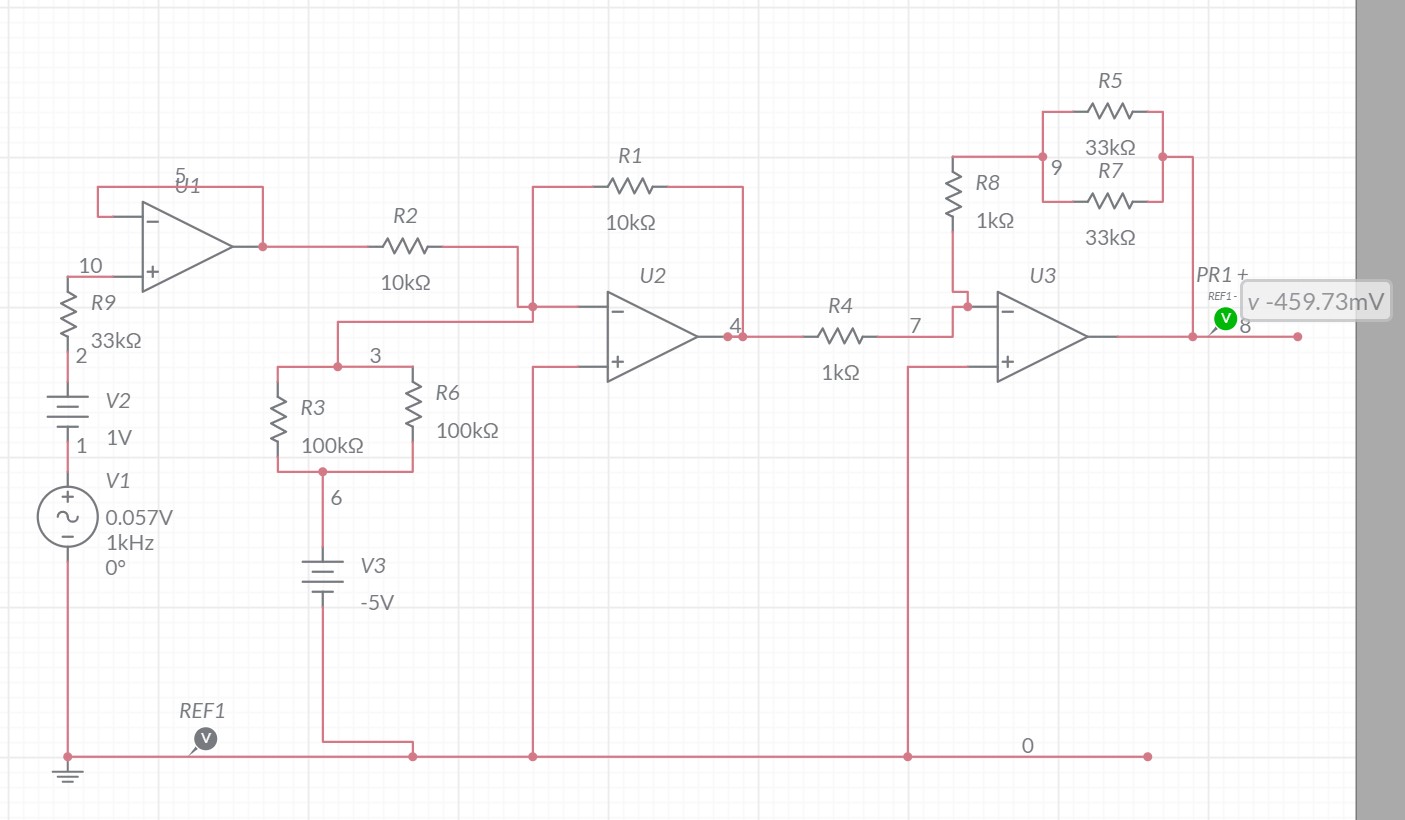 R5
33kΩ
R7
33kΩ
9
R8
1kΩ
R1
10kΩ
5
U1
−
+
10
R2
10kΩ
R9
33kΩ
2
V2
1V
1
V1
+
−
0.057V
1kHz
0°
3
R3
100kΩ
R6
100kΩ
6
V3
-5V
U2
−
+
4
R4
1kΩ
7
U3
−
+
PR1 +
REF1-
V
v -459.73mV
8
REF1
V
0